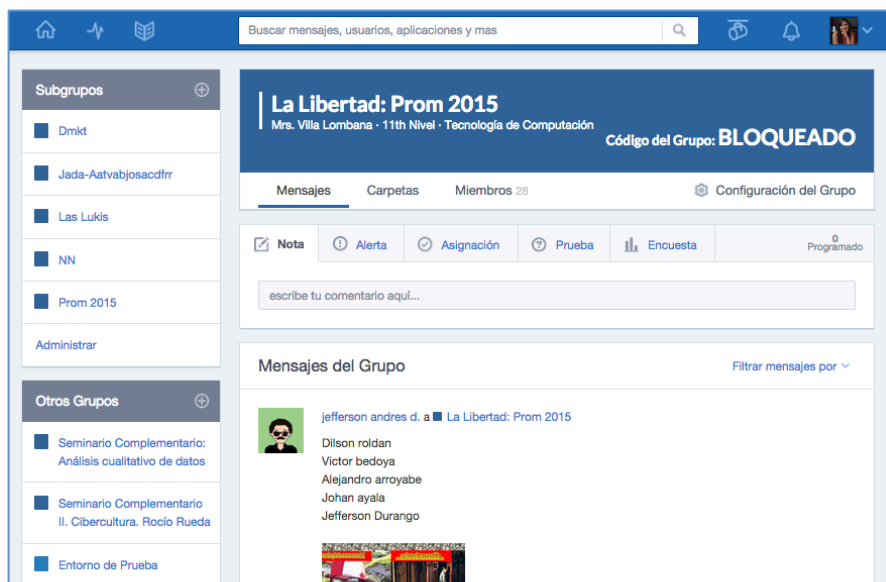 Buscar mensajes, usuarios, aplicaciones y mas
Subgrupos
Dmkt
Jada-Aatvabjosacdfrr
Las Lukis
NN
Prom 2015
Administrar
Otros Grupos
Seminario Complementario:
Análisis cualitativo de datos
Seminario Complementario
II. Cibercultura. Rocío Rueda
Entorno de Prueba
La Libertad: Prom 2015
Mrs. Villa Lombana · 11th Nivel · Tecnología de Computación
Código del Grupo: BLOQUEADO
Mensajes Carpetas Miembros 28 Configuración del Grupo
Nota Alerta Asignación Prueba Encuesta
0
Programado
escribe tu comentario aquí...
Mensajes del Grupo Filtrar mensajes por
jefferson andres d. a La Libertad: Prom 2015
Dilson roldan
Victor bedoya
Alejandro arroyabe
Johan ayala
Jefferson Durango